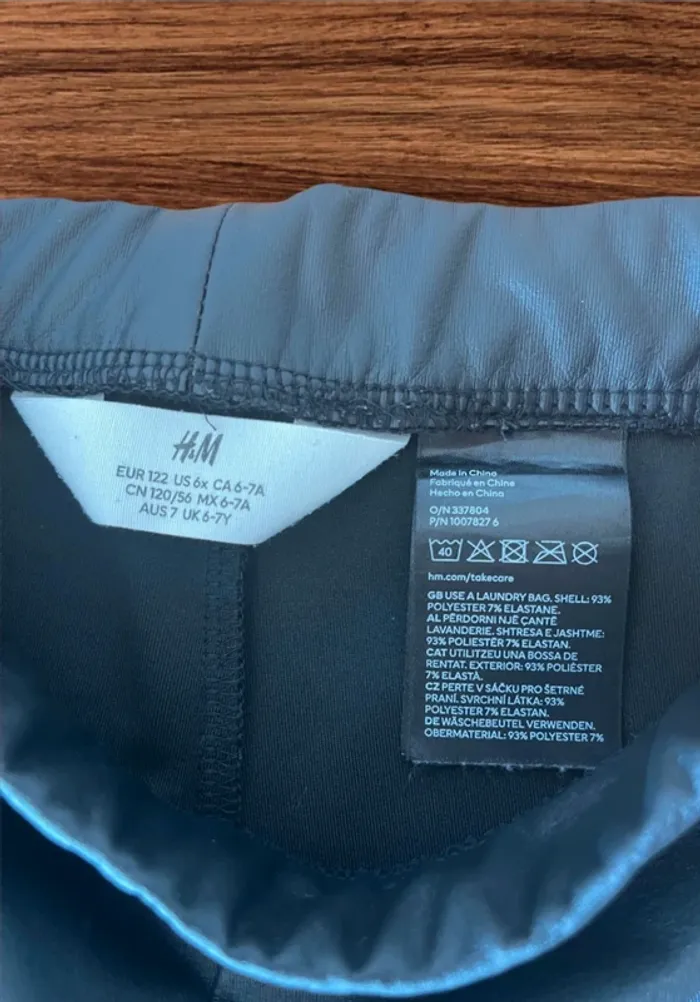 H&M
EUR 122 US 6x CA 6-7A
CN 120/56 MX 6-7A
AUS 7 UK 6-7Y
Made in China
Fabriqué en Chine
Hecho en China
O/N 337804
P/N 1007827 6
40
hm.com/takecare
GB USE A LAUNDRY BAG. SHELL: 93%
POLYESTER 7% ELASTANE.
AL PËRDORNI NJË ÇANTË
LAVANDERIE. SHTRESA E JASHTME:
93% POLIESTËR 7% ELASTAN.
CAT UTILITZEU UNA BOSSA DE
RENTAT. EXTERIOR: 93% POLIÈSTER
7% ELASTÀ.
CZ PERTE V SÁČKU PRO ŠETRNÉ
PRANÍ. SVRCHNÍ LÁTKA: 93%
POLYESTER 7% ELASTAN.
DE WÄSCHEBEUTEL VERWENDEN.
OBERMATERIAL: 93% POLYESTER 7%